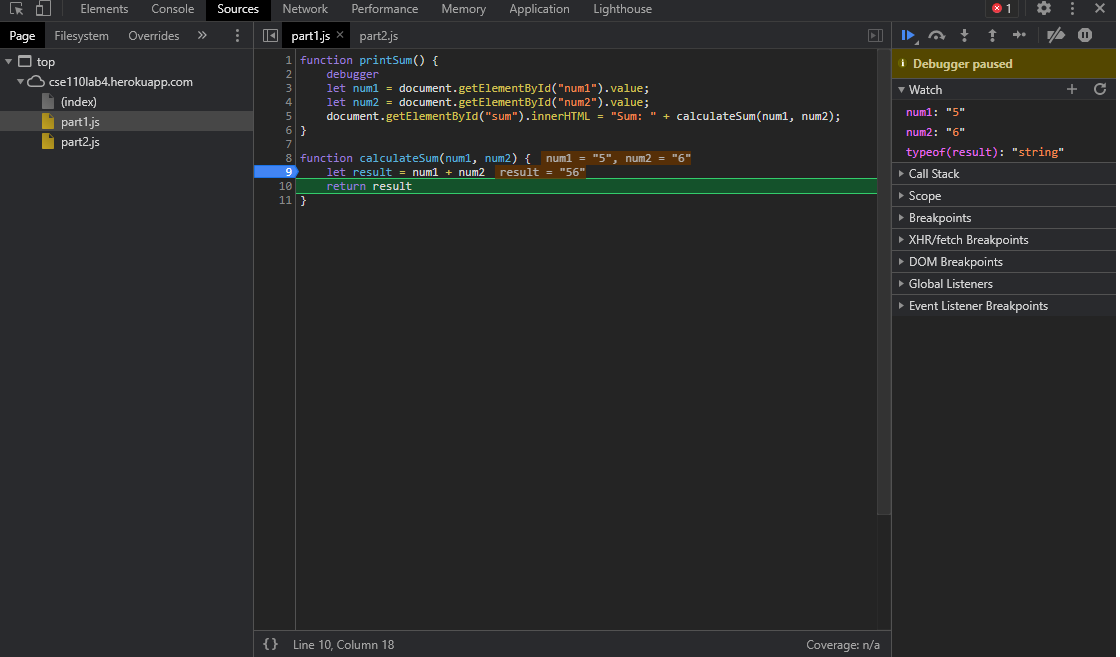 Elements Console Sources Network Performance Memory Application Lighthouse 1
Page Filesystem Overrides »
part1.js × part2.js
top
cse110lab4.herokuapp.com
(index)
part1.js
part2.js
1 function printSum() {
2 debugger
3 let num1 = document.getElementById("num1").value;
4 let num2 = document.getElementById("num2").value;
5 document.getElementById("sum").innerHTML = "Sum: " + calculateSum(num1, num2);
6 }
7
8 function calculateSum(num1, num2) { num1 = "5", num2 = "6"
9 let result = num1 + num2 result = "56"
10 return result
11 }
{} Line 10, Column 18 Coverage: n/a
Debugger paused
Watch
num1: "5"
num2: "6"
typeof(result): "string"
Call Stack
Scope
Breakpoints
XHR/fetch Breakpoints
DOM Breakpoints
Global Listeners
Event Listener Breakpoints